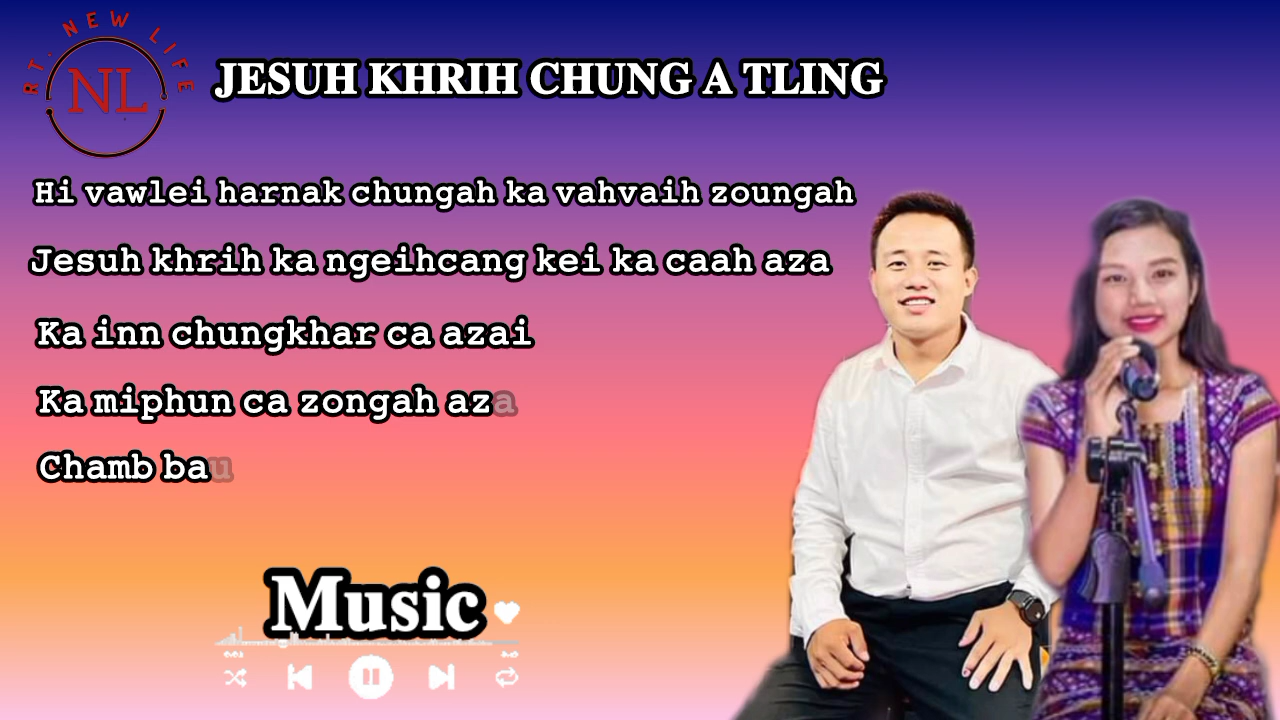 RT. NEW LIFE
NL
JESUH KHRIH CHUNG A TLING
Hi vawlei harnak chungah ka vahvaih zoungah
Jesuh khrih ka ngeihcang kei ka caah aza
Ka inn chungkhar ca azai
Ka miphun ca zongah aza
Chamb bau
Music